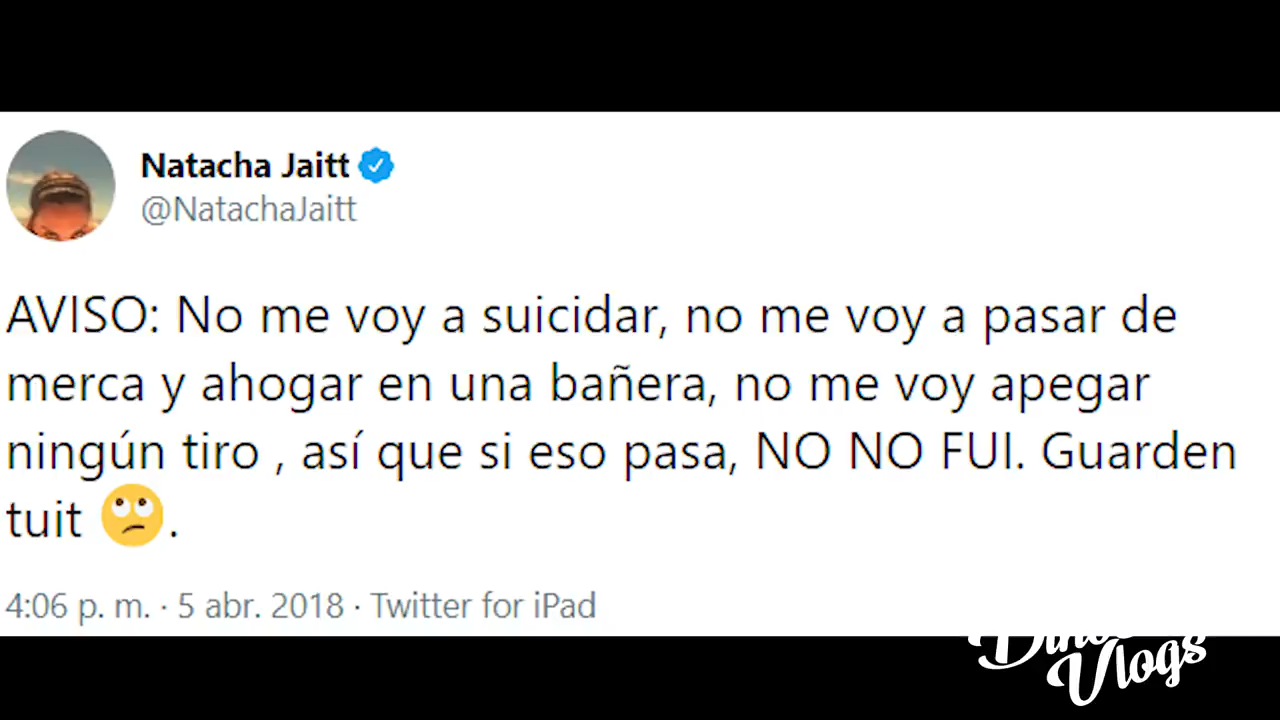 Natacha Jaitt
@NatachaJaitt
AVISO: No me voy a suicidar, no me voy a pasar de
merca y ahogar en una bañera, no me voy apegar
ningún tiro , así que si eso pasa, NO NO FUI. Guarden
tuit 🙄.
4:06 p. m. · 5 abr. 2018 · Twitter for iPad
Dino
Vlogs